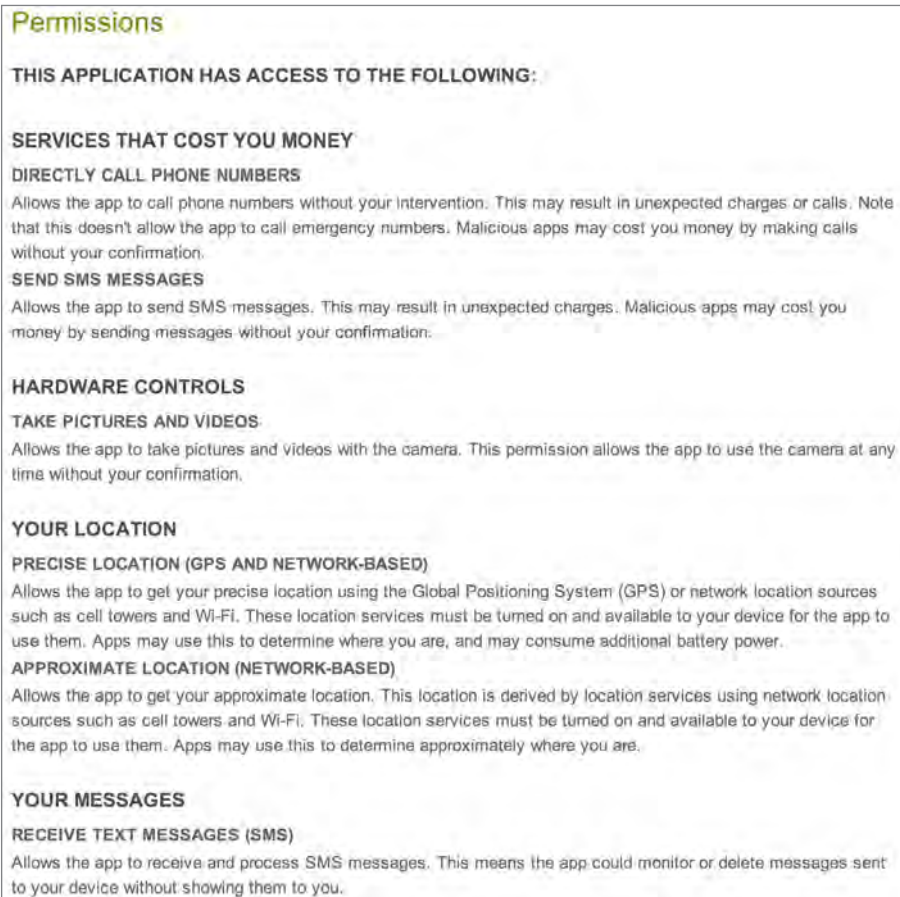 Permissions
THIS APPLICATION HAS ACCESS TO THE FOLLOWING:
SERVICES THAT COST YOU MONEY
DIRECTLY CALL PHONE NUMBERS
Allows the app to call phone numbers without your intervention. This may result in unexpected charges or calls. Note
that this doesn't allow the app to call emergency numbers. Malicious apps may cost you money by making calls
without your confirmation.
SEND SMS MESSAGES
Allows the app to send SMS messages. This may result in unexpected charges. Malicious apps may cost you
money by sending messages without your confirmation.
HARDWARE CONTROLS
TAKE PICTURES AND VIDEOS
Allows the app to take pictures and videos with the camera. This permission allows the app to use the camera at any
time without your confirmation.
YOUR LOCATION
PRECISE LOCATION (GPS AND NETWORK-BASED)
Allows the app to get your precise location using the Global Positioning System (GPS) or network location sources
such as cell towers and Wi-Fi. These location services must be turned on and available to your device for the app to
use them. Apps may use this to determine where you are, and may consume additional battery power.
APPROXIMATE LOCATION (NETWORK-BASED)
Allows the app to get your approximate location. This location is derived by location services using network location
sources such as cell towers and Wi-Fi. These location services must be turned on and available to your device for
the app to use them. Apps may use this to determine approximately where you are.
YOUR MESSAGES
RECEIVE TEXT MESSAGES (SMS)
Allows the app to receive and process SMS messages. This means the app could monitor or delete messages sent
to your device without showing them to you.